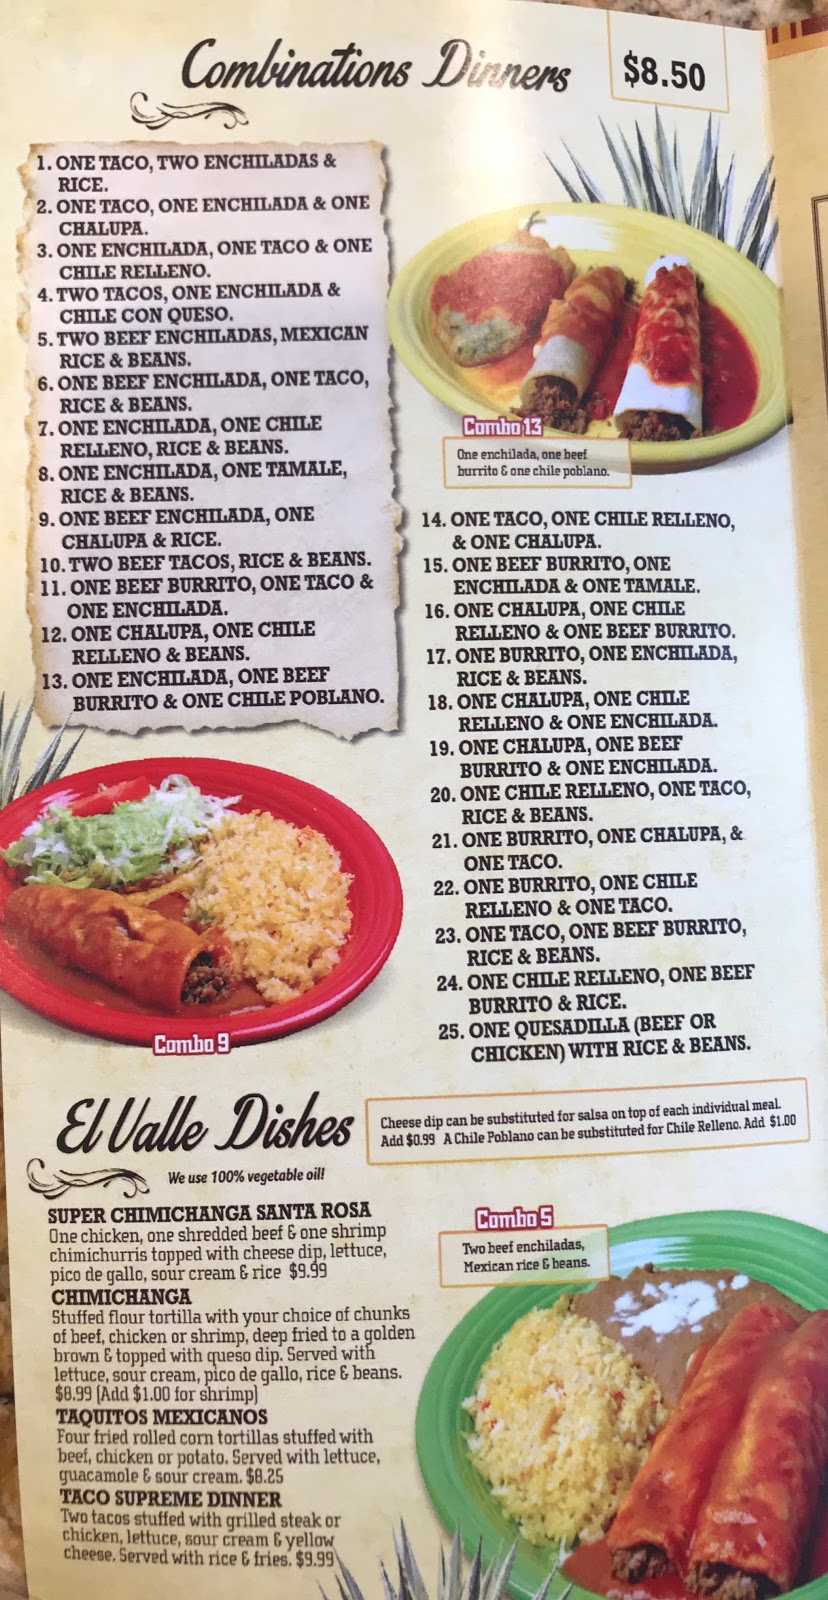 Combinations Dinners
$8.50
1. ONE TACO, TWO ENCHILADAS &
RICE.
2. ONE TACO, ONE ENCHILADA & ONE
CHALUPA.
3. ONE ENCHILADA, ONE TACO & ONE
CHILE RELLENO.
4. TWO TACOS, ONE ENCHILADA &
CHILE CON QUESO.
5. TWO BEEF ENCHILADAS, MEXICAN
RICE & BEANS.
6. ONE BEEF ENCHILADA, ONE TACO,
RICE & BEANS.
7. ONE ENCHILADA, ONE CHILE
RELLENO, RICE & BEANS.
8. ONE ENCHILADA, ONE TAMALE,
RICE & BEANS.
9. ONE BEEF ENCHILADA, ONE
CHALUPA & RICE.
10. TWO BEEF TACOS, RICE & BEANS.
11. ONE BEEF BURRITO, ONE TACO &
ONE ENCHILADA.
12. ONE CHALUPA, ONE CHILE
RELLENO & BEANS.
13. ONE ENCHILADA, ONE BEEF
BURRITO & ONE CHILE POBLANO.
Combo 13
One enchilada, one beef
burrito & one chile poblano.
14. ONE TACO, ONE CHILE RELLENO,
& ONE CHALUPA.
15. ONE BEEF BURRITO, ONE
ENCHILADA & ONE TAMALE.
16. ONE CHALUPA, ONE CHILE
RELLENO & ONE BEEF BURRITO.
17. ONE BURRITO, ONE ENCHILADA,
RICE & BEANS.
18. ONE CHALUPA, ONE CHILE
RELLENO & ONE ENCHILADA.
19. ONE CHALUPA, ONE BEEF
BURRITO & ONE ENCHILADA.
20. ONE CHILE RELLENO, ONE TACO,
RICE & BEANS.
21. ONE BURRITO, ONE CHALUPA, &
ONE TACO.
22. ONE BURRITO, ONE CHILE
RELLENO & ONE TACO.
23. ONE TACO, ONE BEEF BURRITO,
RICE & BEANS.
24. ONE CHILE RELLENO, ONE BEEF
BURRITO & RICE.
25. ONE QUESADILLA (BEEF OR
CHICKEN) WITH RICE & BEANS.
Combo 9
El Valle Dishes
We use 100% vegetable oil!
Cheese dip can be substituted for salsa on top of each individual meal.
Add $0.99 A Chile Poblano can be substituted for Chile Relleno. Add $1.00
SUPER CHIMICHANGA SANTA ROSA
One chicken, one shredded beef & one shrimp
chimichurris topped with cheese dip, lettuce,
pico de gallo, sour cream & rice $9.99
CHIMICHANGA
Stuffed flour tortilla with your choice of chunks
of beef, chicken or shrimp, deep fried to a golden
brown & topped with queso dip. Served with
lettuce, sour cream, pico de gallo, rice & beans.
$8.99 (Add $1.00 for shrimp)
TAQUITOS MEXICANOS
Four fried rolled corn tortillas stuffed with
beef, chicken or potato. Served with lettuce,
guacamole & sour cream. $8.25
TACO SUPREME DINNER
Two tacos stuffed with grilled steak or
chicken, lettuce, sour cream & yellow
cheese. Served with rice & fries. $9.99
Combo 5
Two beef enchiladas,
Mexican rice & beans.